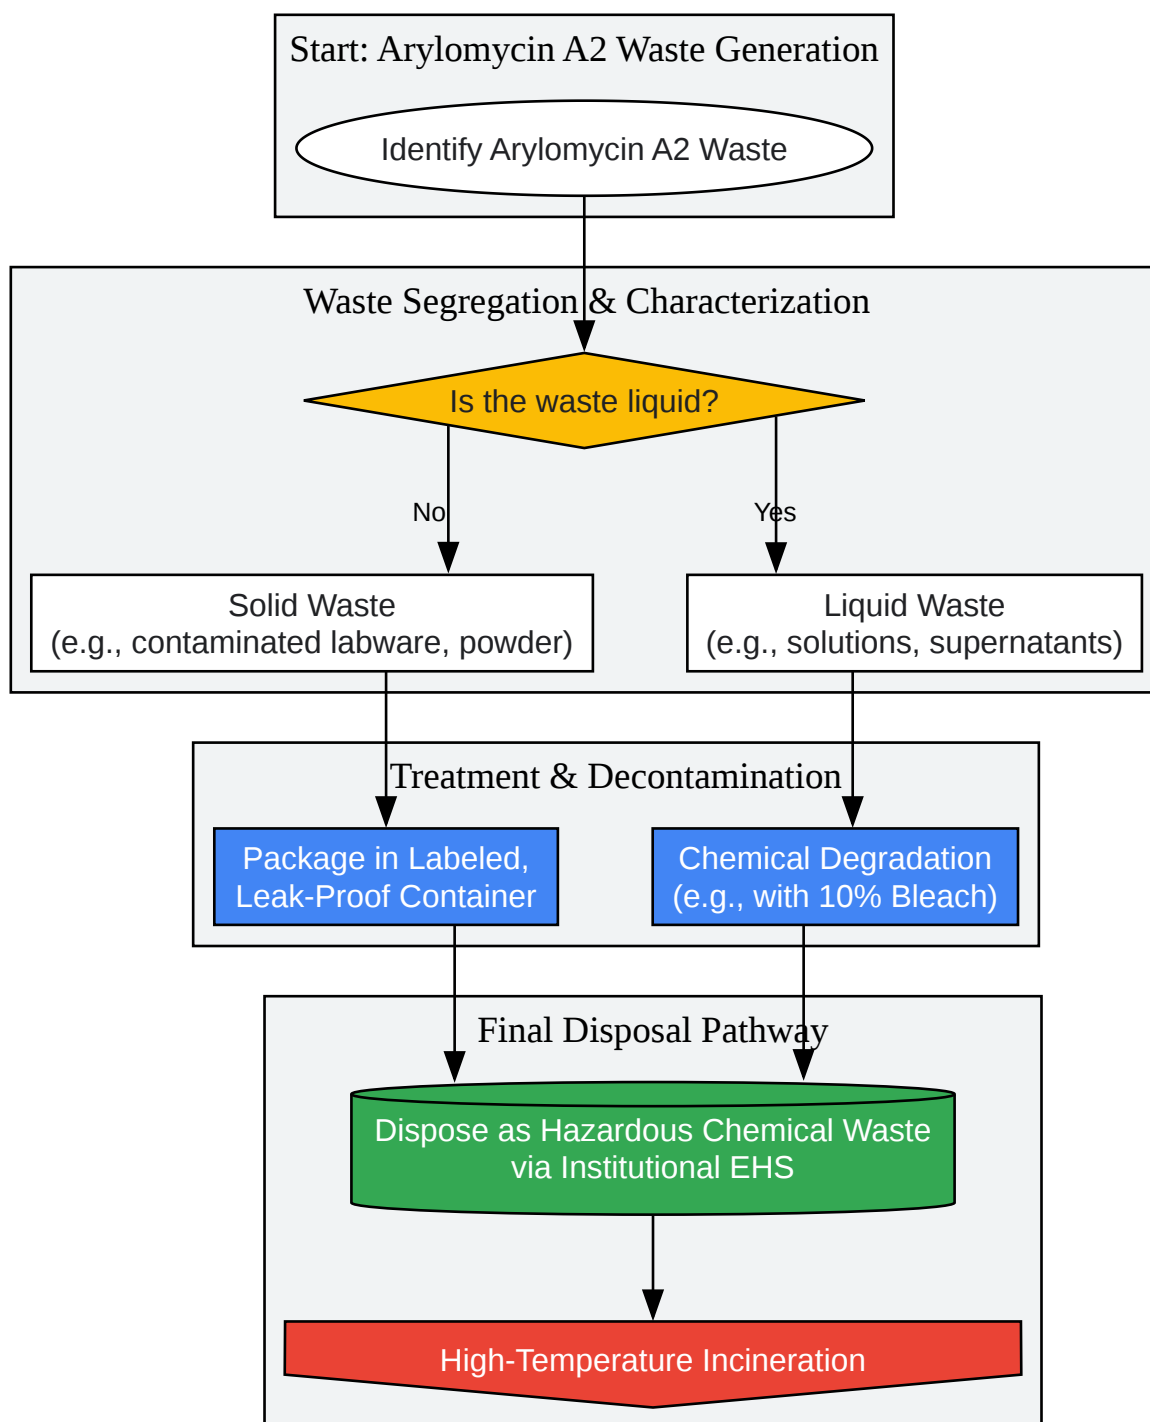 Start: Arylomycin A2 Waste Generation
Identify Arylomycin A2 Waste
Waste Segregation & Characterization
Is the waste liquid?
No
Yes
Solid Waste
(e.g., contaminated labware, powder)
Liquid Waste
(e.g., solutions, supernatants)
Treatment & Decontamination
Package in Labeled,
Leak-Proof Container
Chemical Degradation
(e.g., with 10% Bleach)
Final Disposal Pathway
Dispose as Hazardous Chemical Waste
via Institutional EHS
High-Temperature Incineration